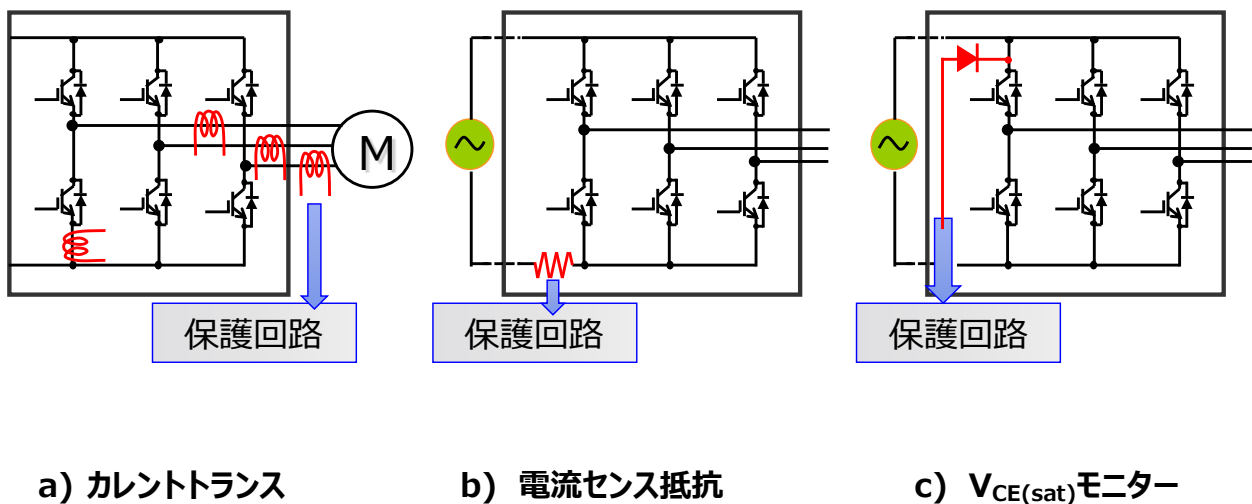 M
保護回路
保護回路
保護回路
a) カレントトランス
b) 電流センス抵抗
c) VCE(sat)モニター